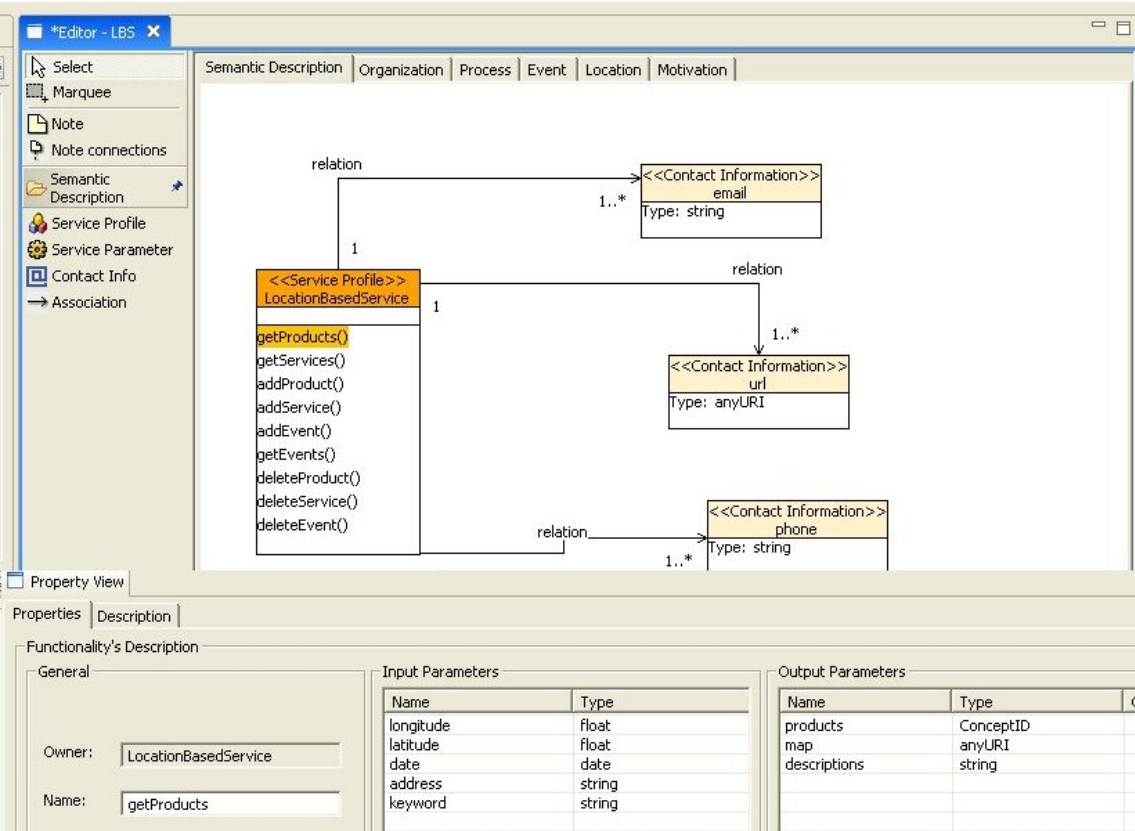 *Editor - LBS
Select
Marquee
Note
Note connections
Semantic
Description
Service Profile
Service Parameter
Contact Info
Association
Semantic Description Organization Process Event Location Motivation
relation
1
1..*
<<Contact Information>>
email
Type: string
<<Service Profile>>
LocationBasedService
getProducts()
getServices()
addProduct()
addService()
addEvent()
getEvents()
deleteProduct()
deleteService()
deleteEvent()
relation
1
1..*
<<Contact Information>>
url
Type: anyURI
relation
1..*
<<Contact Information>>
phone
Type: string
Property View
Properties Description
Functionality's Description
General
Owner: LocationBasedService
Name: getProducts
Input Parameters
Name Type
longitude float
latitude float
date date
address string
keyword string
Output Parameters
Name Type
products ConceptID
map anyURI
descriptions string